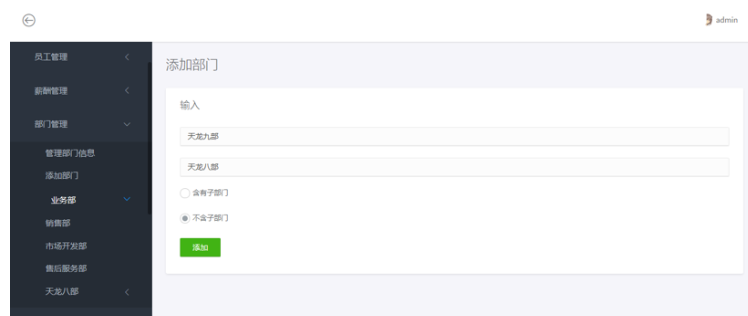 admin
员工管理
薪酬管理
部门管理
管理部门信息
添加部门
业务部
销售部
市场开发部
售后服务部
天龙八部
添加部门
输入
天龙九部
天龙八部
含有子部门
不含子部门
添加